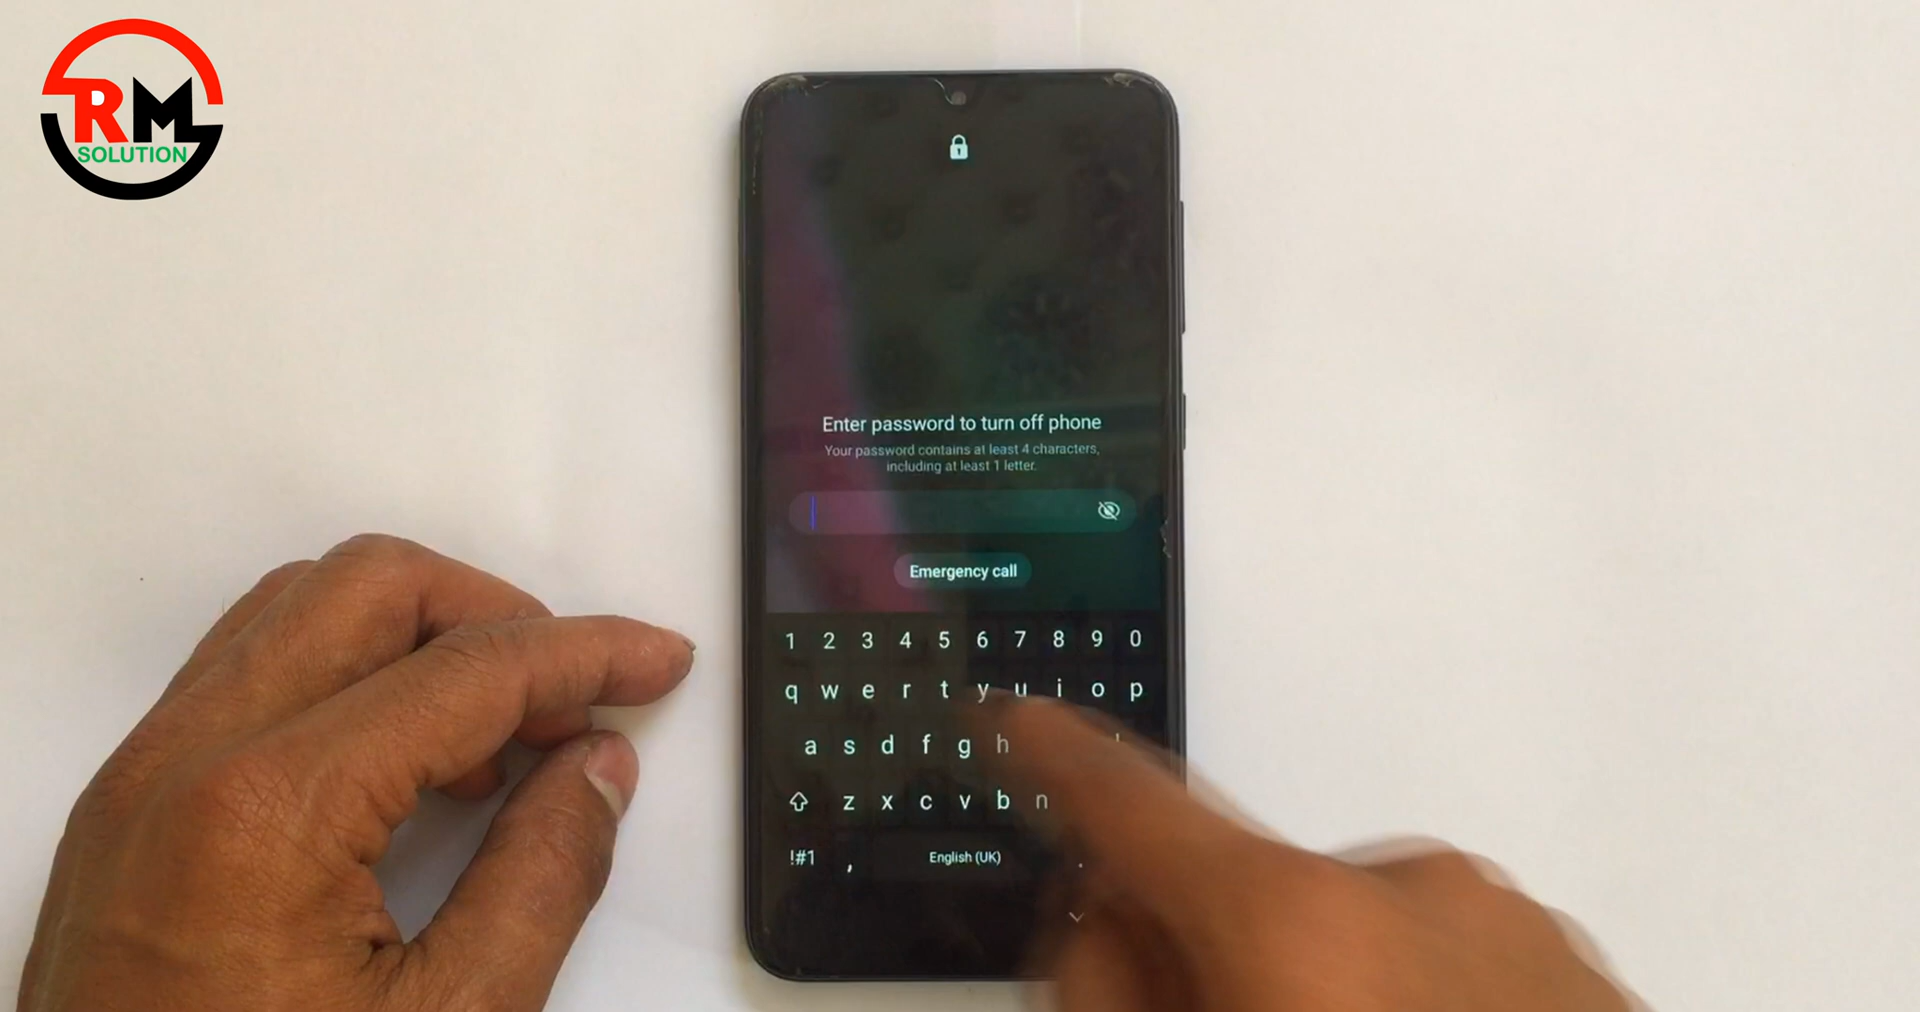 RM
SOLUTION
1
Enter password to turn off phone
Your password contains at least 4 characters,
including at least 1 letter.
Emergency call
1 2 3 4 5 6 7 8 9 0
q w e r t y u i o p
a s d f g h
z x c v b n
!#1 , English (UK) .